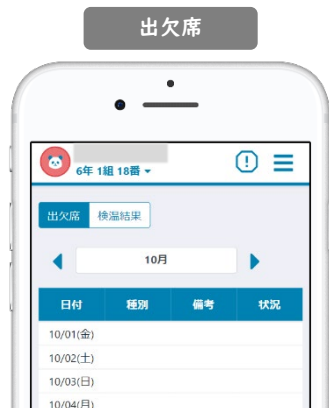 出欠席
6年 1組 18番
出欠席 検温結果
10月
日付 種別 備考 状況
10/01(金)
10/02(土)
10/03(日)
10/04(月)